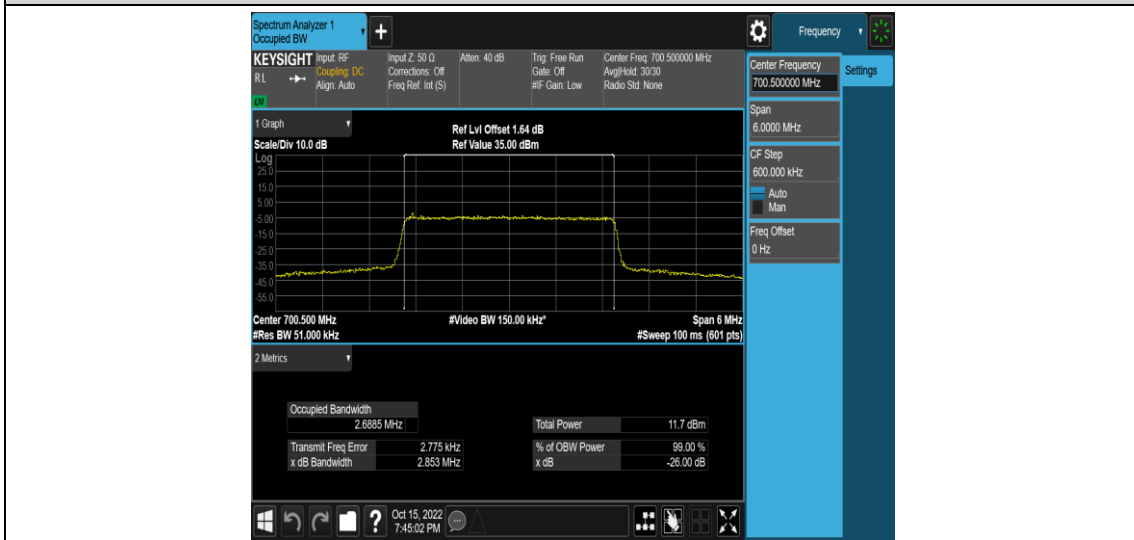 Spectrum Analyzer 1
Occupied BW
+
Frequency
KEYSIGHT
RL
Input: RF
Coupling: DC
Align: Auto
Input Z: 50 Ω
Corrections: Off
Freq Ref: Int (S)
Atten: 40 dB
Trig: Free Run
Gate: Off
#IF Gain: Low
Center Freq: 700.500000 MHz
Avg|Hold: 30/30
Radio Std: None
Center Frequency
700.500000 MHz
Settings
Span
6.0000 MHz
CF Step
600.000 kHz
Auto
Man
Freq Offset
0 Hz
1 Graph
Scale/Div 10.0 dB
Ref Lvl Offset 1.64 dB
Ref Value 35.00 dBm
Log
25.0
15.0
5.00
-5.00
-15.0
-25.0
-35.0
-45.0
-55.0
Center 700.500 MHz
#Video BW 150.00 kHz*
Span 6 MHz
#Res BW 51.000 kHz
#Sweep 100 ms (601 pts)
2 Metrics
Occupied Bandwidth
2.6885 MHz
Total Power 11.7 dBm
Transmit Freq Error 2.775 kHz
% of OBW Power 99.00 %
x dB Bandwidth 2.853 MHz
x dB -26.00 dB
?
Oct 15, 2022
7:45:02 PM